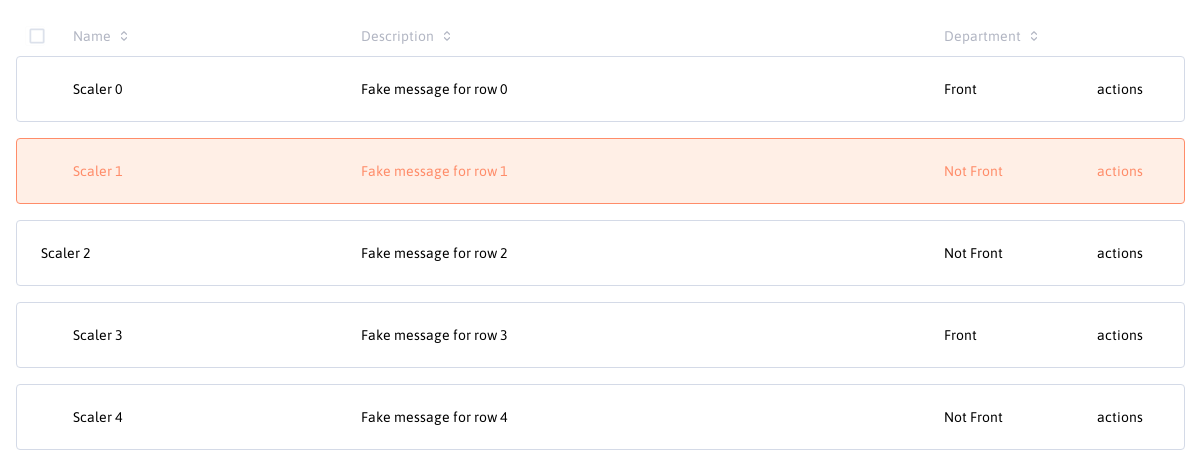 Name Description Department
Scaler 0 Fake message for row 0 Front actions
Scaler 1 Fake message for row 1 Not Front actions
Scaler 2 Fake message for row 2 Not Front actions
Scaler 3 Fake message for row 3 Front actions
Scaler 4 Fake message for row 4 Not Front actions